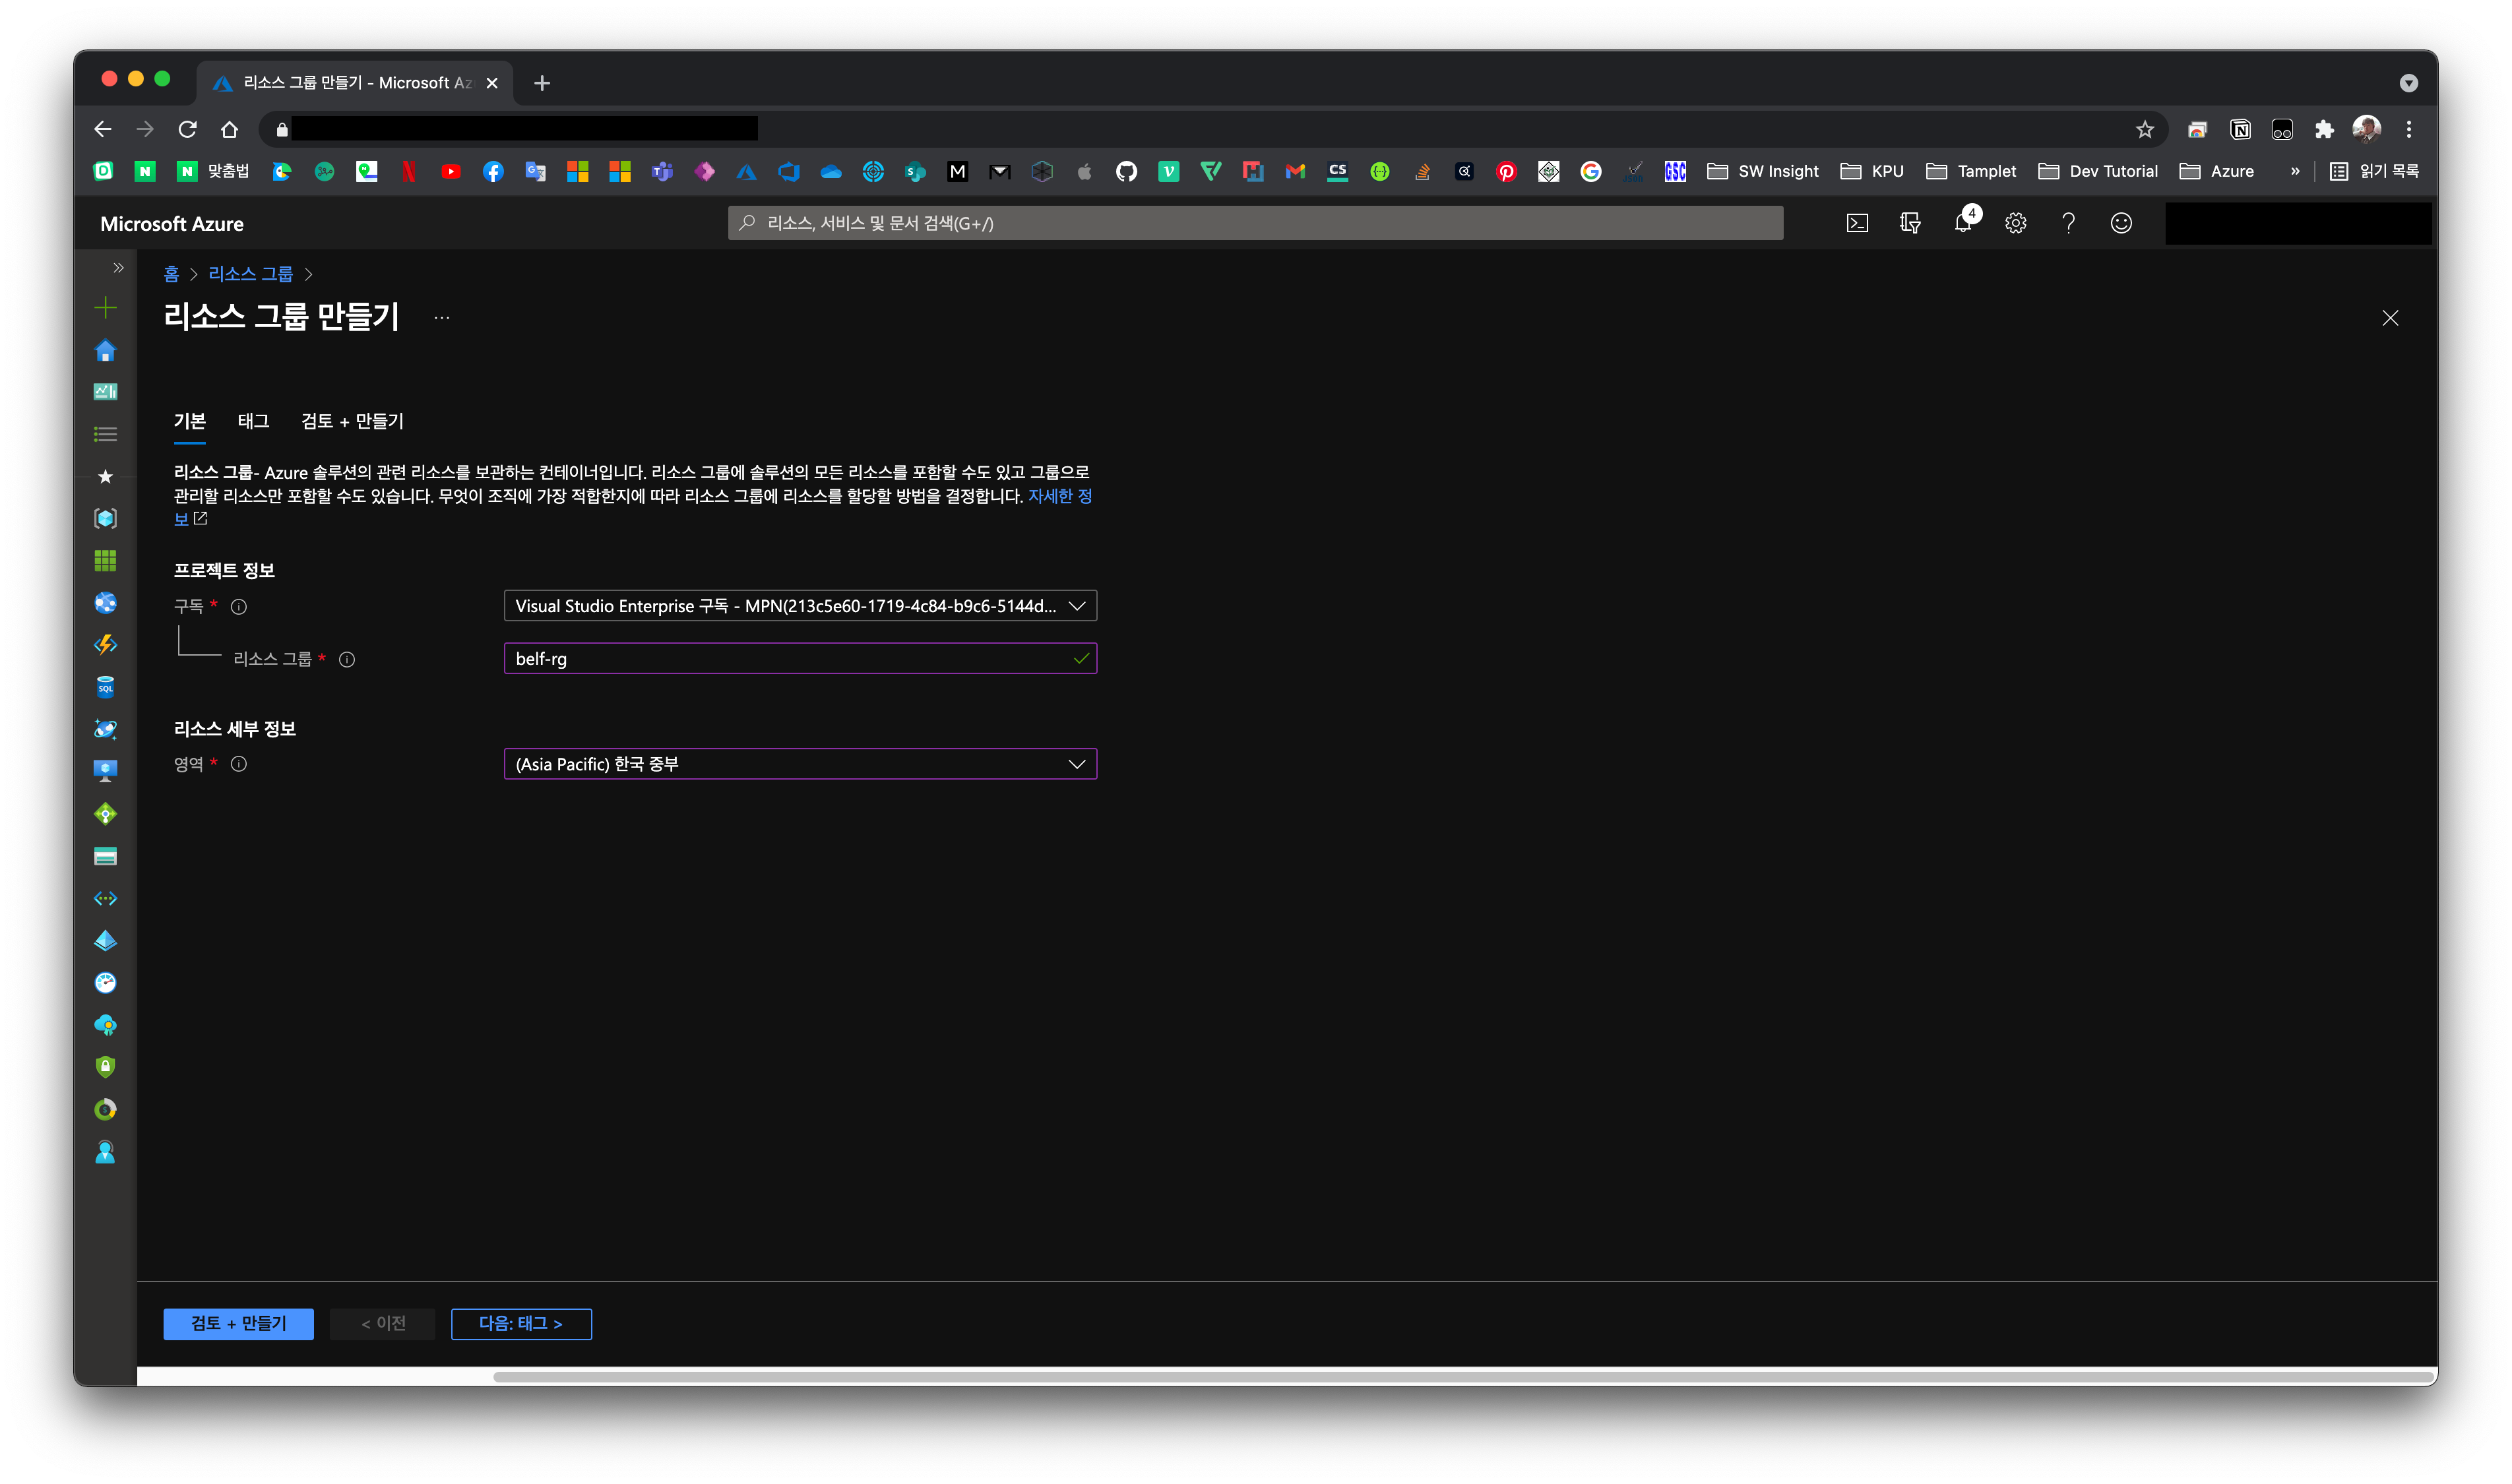 리소스 그룹 만들기 - Microsoft Az
맞춤법
SW Insight
KPU
Tamplet
Dev Tutorial
Azure
»
읽기 목록
Microsoft Azure
리소스, 서비스 및 문서 검색(G+/)
4
홈 > 리소스 그룹 >
리소스 그룹 만들기 ...
기본 태그 검토 + 만들기
리소스 그룹- Azure 솔루션의 관련 리소스를 보관하는 컨테이너입니다. 리소스 그룹에 솔루션의 모든 리소스를 포함할 수도 있고 그룹으로
관리할 리소스만 포함할 수도 있습니다. 무엇이 조직에 가장 적합한지에 따라 리소스 그룹에 리소스를 할당할 방법을 결정합니다. 자세한 정
보
프로젝트 정보
구독 *
Visual Studio Enterprise 구독 - MPN(213c5e60-1719-4c84-b9c6-5144d...
리소스 그룹 *
belf-rg
리소스 세부 정보
영역 *
(Asia Pacific) 한국 중부
검토 + 만들기
< 이전
다음: 태그 >